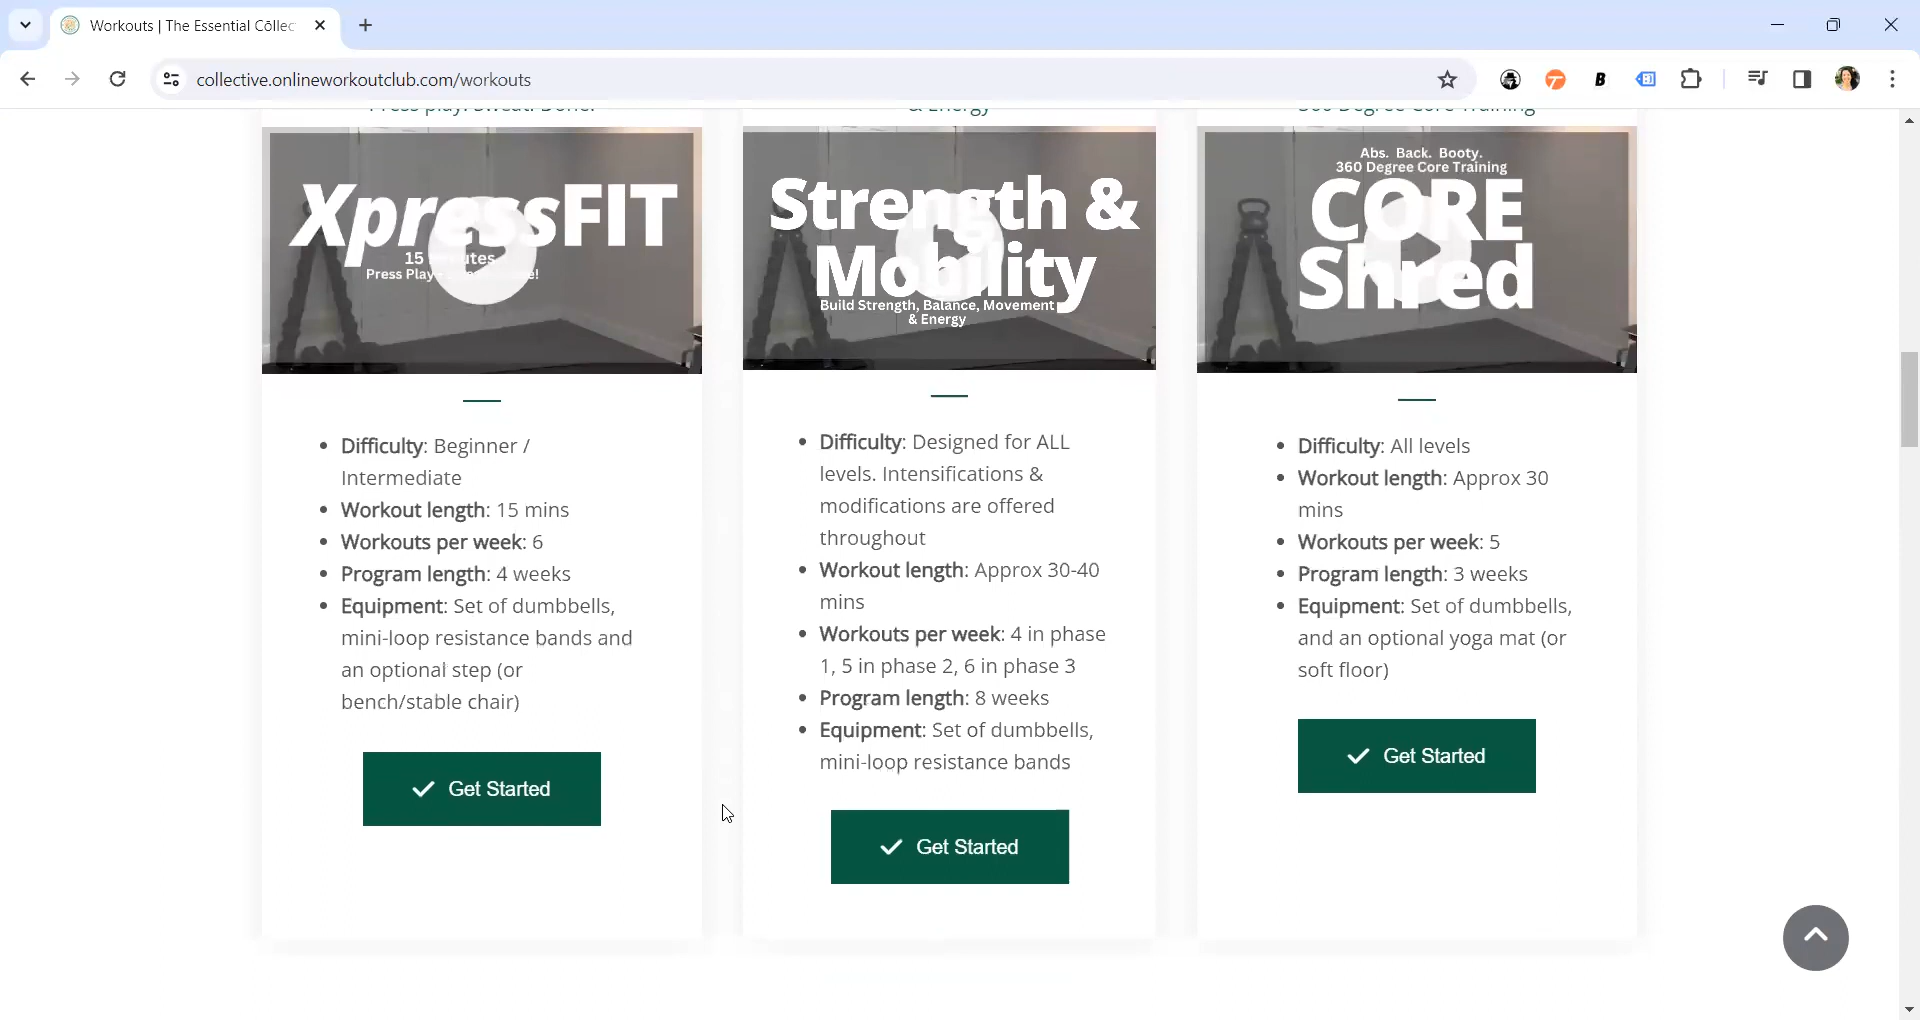 Workouts | The Essential Cōllec
collective.onlineworkoutclub.com/workouts
B
Press play. Sweat. Done.
& Energy
360 Degree Core Training
XpressFIT
15 Minutes
Press Play
Strength &
Mobility
Build Strength, Balance, Movement
& Energy
Abs. Back. Booty.
360 Degree Core Training
CORE
Shred
• Difficulty: Beginner /
Intermediate
• Workout length: 15 mins
• Workouts per week: 6
• Program length: 4 weeks
• Equipment: Set of dumbbells,
mini-loop resistance bands and
an optional step (or
bench/stable chair)
Get Started
• Difficulty: Designed for ALL
levels. Intensifications &
modifications are offered
throughout
• Workout length: Approx 30-40
mins
• Workouts per week: 4 in phase
1, 5 in phase 2, 6 in phase 3
• Program length: 8 weeks
• Equipment: Set of dumbbells,
mini-loop resistance bands
Get Started
• Difficulty: All levels
• Workout length: Approx 30
mins
• Workouts per week: 5
• Program length: 3 weeks
• Equipment: Set of dumbbells,
and an optional yoga mat (or
soft floor)
Get Started